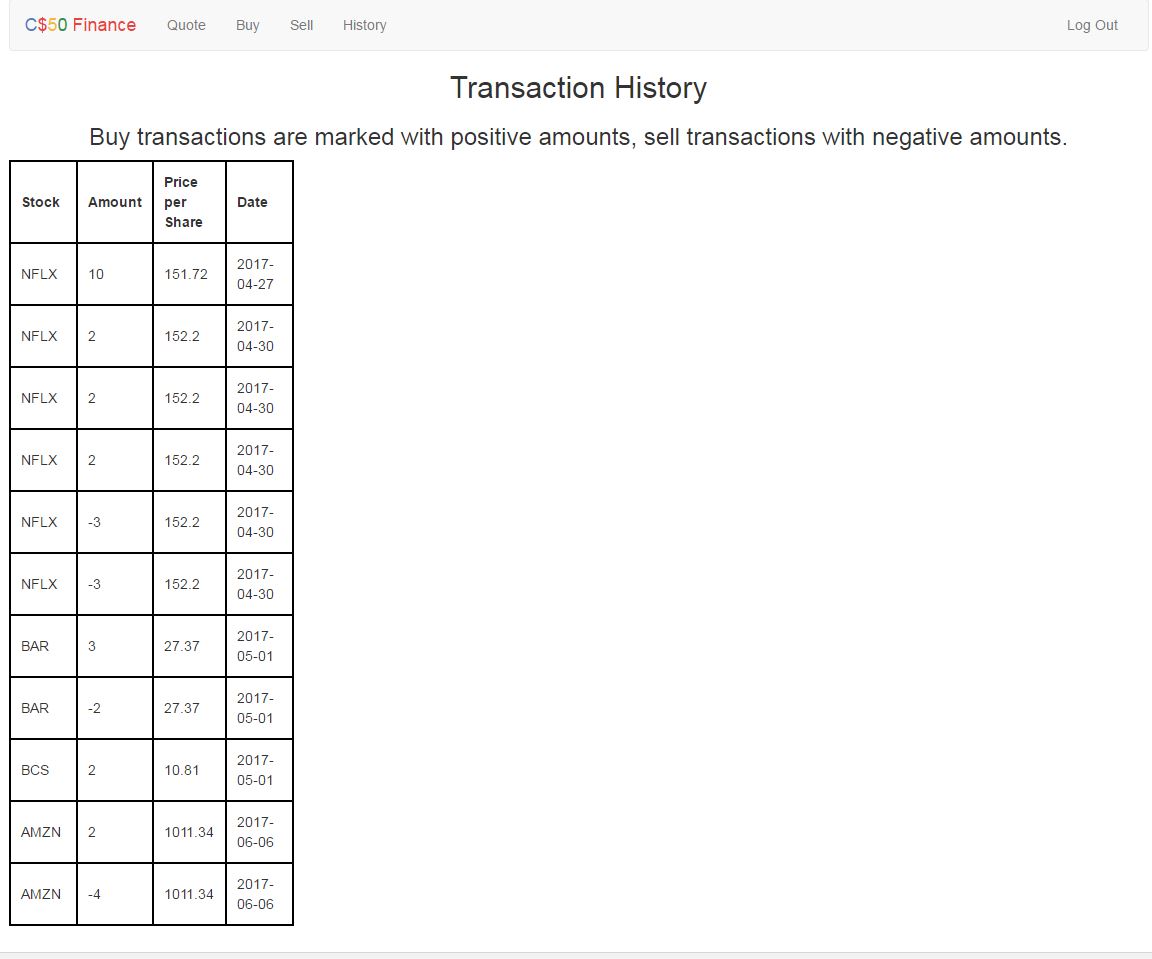 C$50 Finance Quote Buy Sell History Log Out
Transaction History
Buy transactions are marked with positive amounts, sell transactions with negative amounts.
Stock Amount Price per Share Date
NFLX 10 151.72 2017-04-27
NFLX 2 152.2 2017-04-30
NFLX 2 152.2 2017-04-30
NFLX 2 152.2 2017-04-30
NFLX -3 152.2 2017-04-30
NFLX -3 152.2 2017-04-30
BAR 3 27.37 2017-05-01
BAR -2 27.37 2017-05-01
BCS 2 10.81 2017-05-01
AMZN 2 1011.34 2017-06-06
AMZN -4 1011.34 2017-06-06